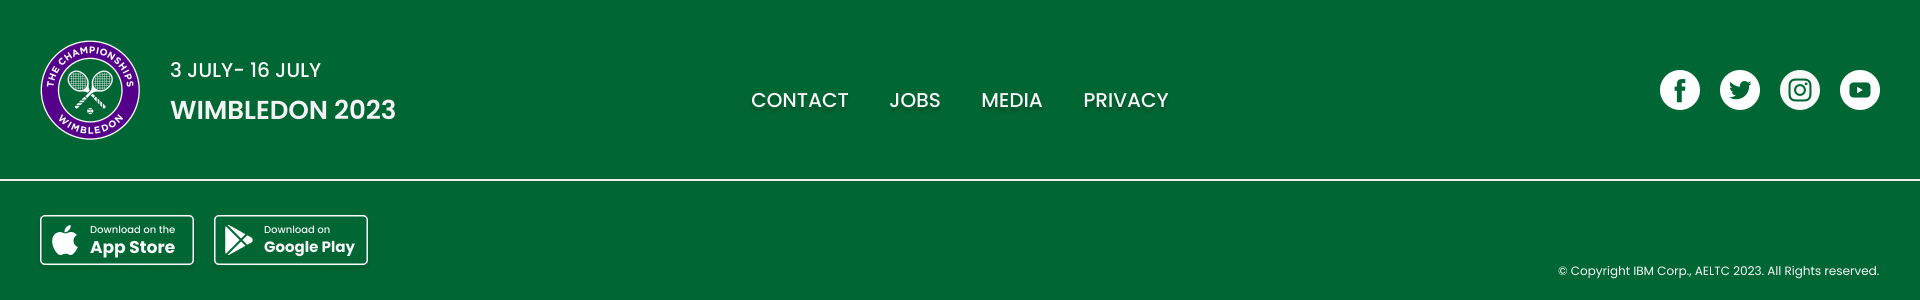 THE CHAMPIONSHIPS
WIMBLEDON
3 JULY- 16 JULY
WIMBLEDON 2023
CONTACT JOBS MEDIA PRIVACY
Download on the
App Store
Download on
Google Play
© Copyright IBM Corp., AELTC 2023. All Rights reserved.